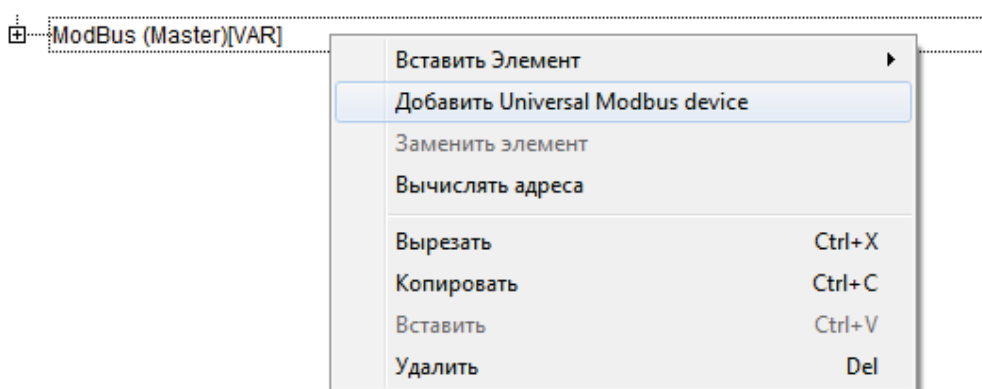 ModBus (Master)[VAR]
Вставить Элемент
Добавить Universal Modbus device
Заменить элемент
Вычислять адреса
Вырезать Ctrl+X
Копировать Ctrl+C
Вставить Ctrl+V
Удалить Del